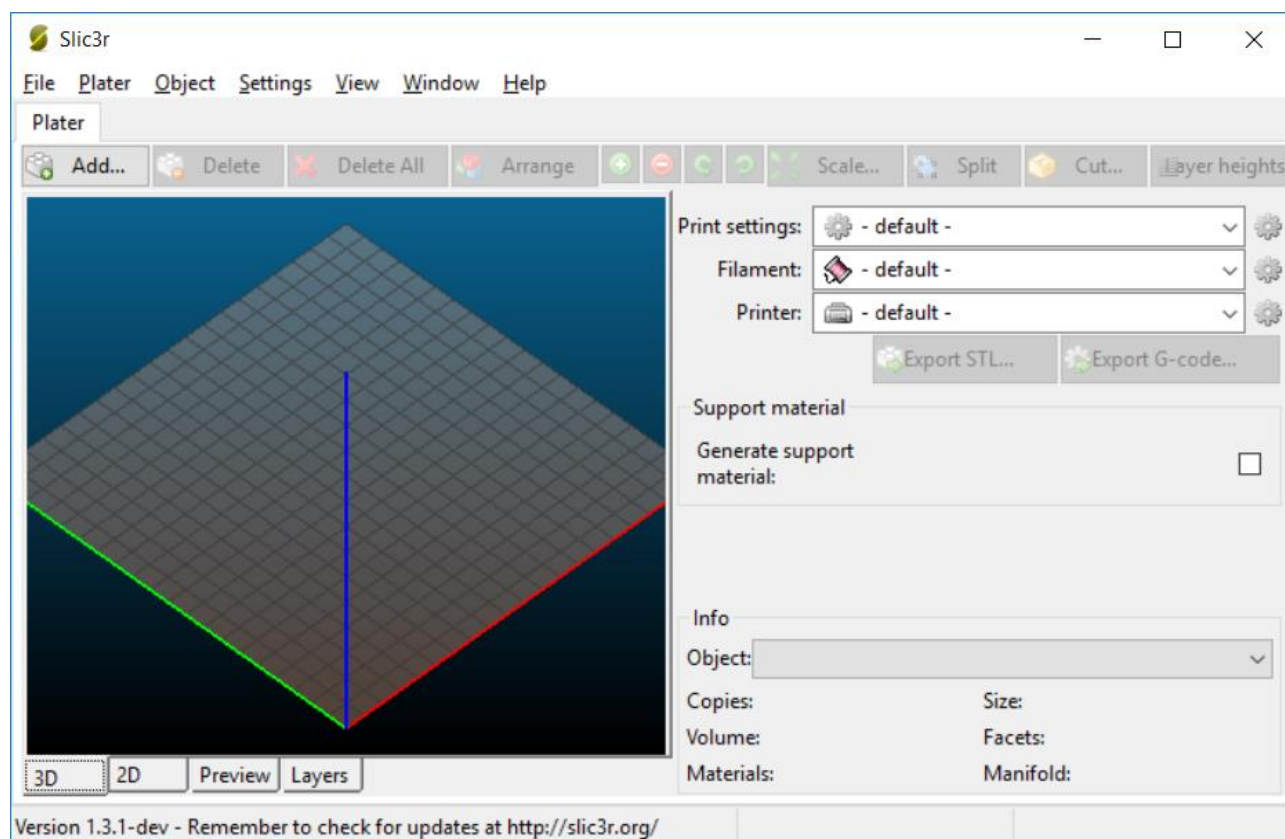 Slic3r
File Plater Object Settings View Window Help
Plater
Add... Delete Delete All Arrange Scale... Split Cut... Layer heights
Print settings: - default -
Filament: - default -
Printer: - default -
Export STL... Export G-code...
Support material
Generate support
material:
Info
Object:
Copies: Size:
Volume: Facets:
Materials: Manifold:
3D 2D Preview Layers
Version 1.3.1-dev - Remember to check for updates at http://slic3r.org/